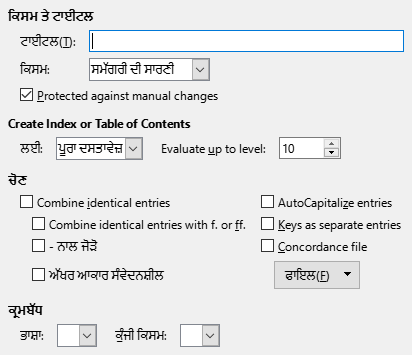 ਕਿਸਮ ਤੇ ਟਾਈਟਲ
ਟਾਈਟਲ(T):
ਕਿਸਮ: ਸਮੱਗਰੀ ਦੀ ਸਾਰਣੀ
Protected against manual changes
Create Index or Table of Contents
ਲਈ: ਪੂਰਾ ਦਸਤਾਵੇਜ਼ Evaluate up to level: 10
ਚੋਣ
Combine identical entries AutoCapitalize entries
Combine identical entries with f. or ff. Keys as separate entries
- ਨਾਲ ਜੋੜੋ Concordance file
ਅੱਖਰ ਆਕਾਰ ਸੰਵੇਦਨਸ਼ੀਲ ਫਾਇਲ(F)
ਕ੍ਰਮਬੱਧ
ਭਾਸ਼ਾ: ਕੁੰਜੀ ਕਿਸਮ: